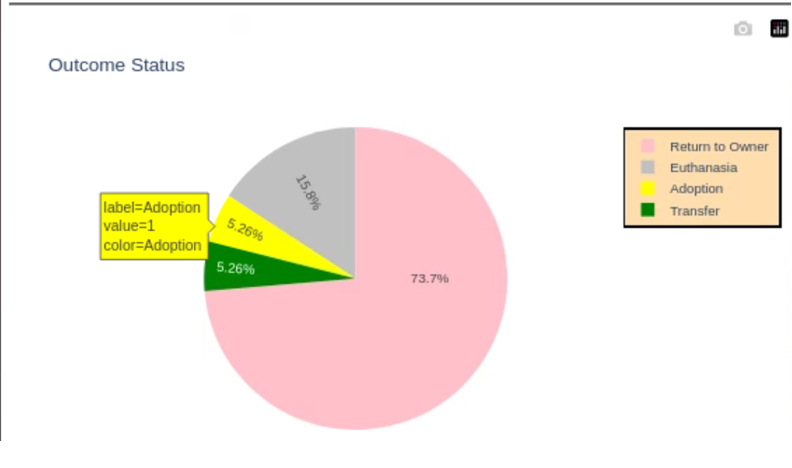 Outcome Status
Return to Owner
Euthanasia
Adoption
Transfer
15.8%
label=Adoption
value=1
color=Adoption
5.26%
5.26%
73.7%